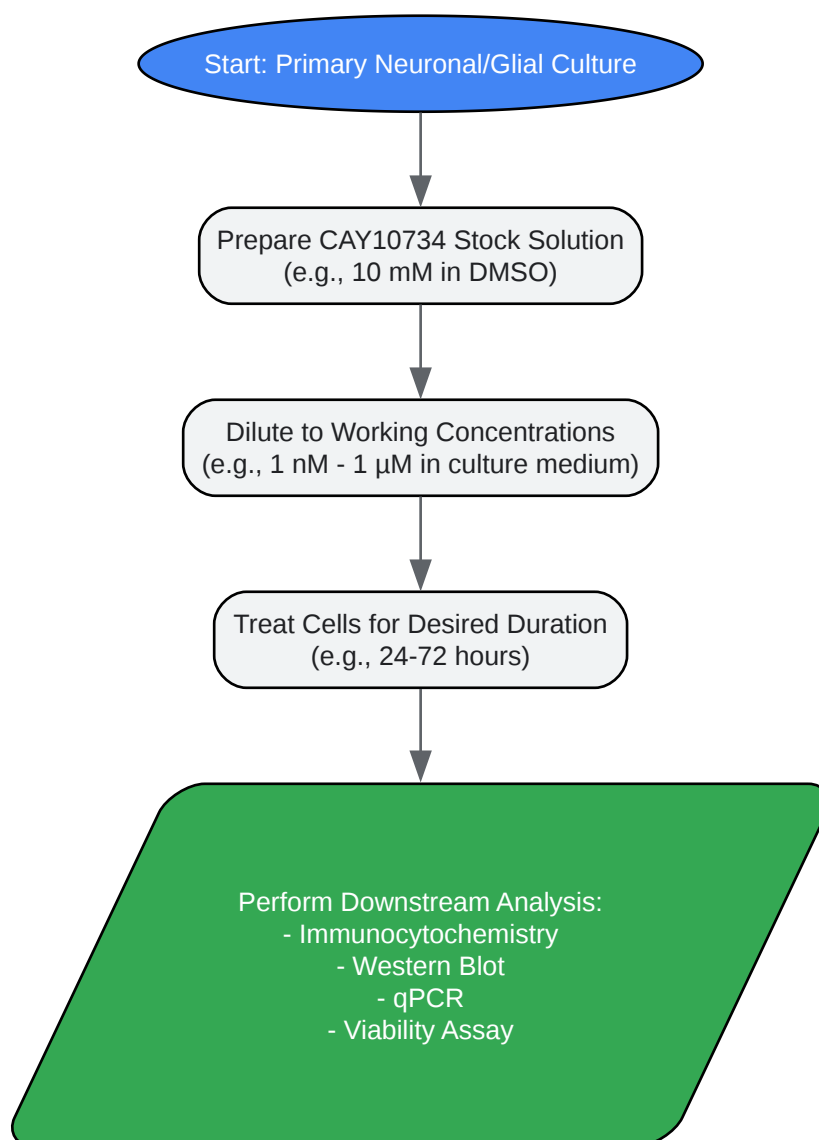 Start: Primary Neuronal/Glial Culture
Prepare CAY10734 Stock Solution
(e.g., 10 mM in DMSO)
Dilute to Working Concentrations
(e.g., 1 nM - 1 µM in culture medium)
Treat Cells for Desired Duration
(e.g., 24-72 hours)
Perform Downstream Analysis:
- Immunocytochemistry
- Western Blot
- qPCR
- Viability Assay